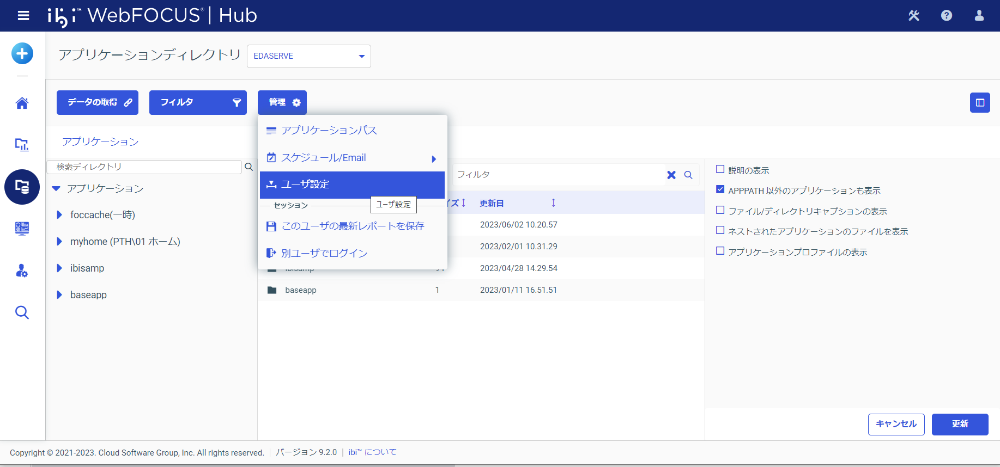 ibi™ WebFOCUS® | Hub
アプリケーションディレクトリ EDASERVE
データの取得 フィルタ 管理
アプリケーション
検索ディレクトリ
アプリケーション
foccache(一時)
myhome (PTH\01 ホーム)
ibisamp
baseapp
アプリケーションパス
スケジュール/Email
ユーザ設定
セッション
ユーザ設定
このユーザの最新レポートを保存
別ユーザでログイン
フィルタ
イズ 更新日
2023/06/02 10.20.57
2023/02/01 10.31.29
ibisamp 2023/04/28 14.29.54
baseapp 1 2023/01/11 16.51.51
説明の表示
APPPATH 以外のアプリケーションも表示
ファイル/ディレクトリキャプションの表示
ネストされたアプリケーションのファイルを表示
アプリケーションプロファイルの表示
キャンセル 更新
Copyright © 2021-2023. Cloud Software Group, Inc. All rights reserved. | バージョン 9.2.0 | ibi™ について